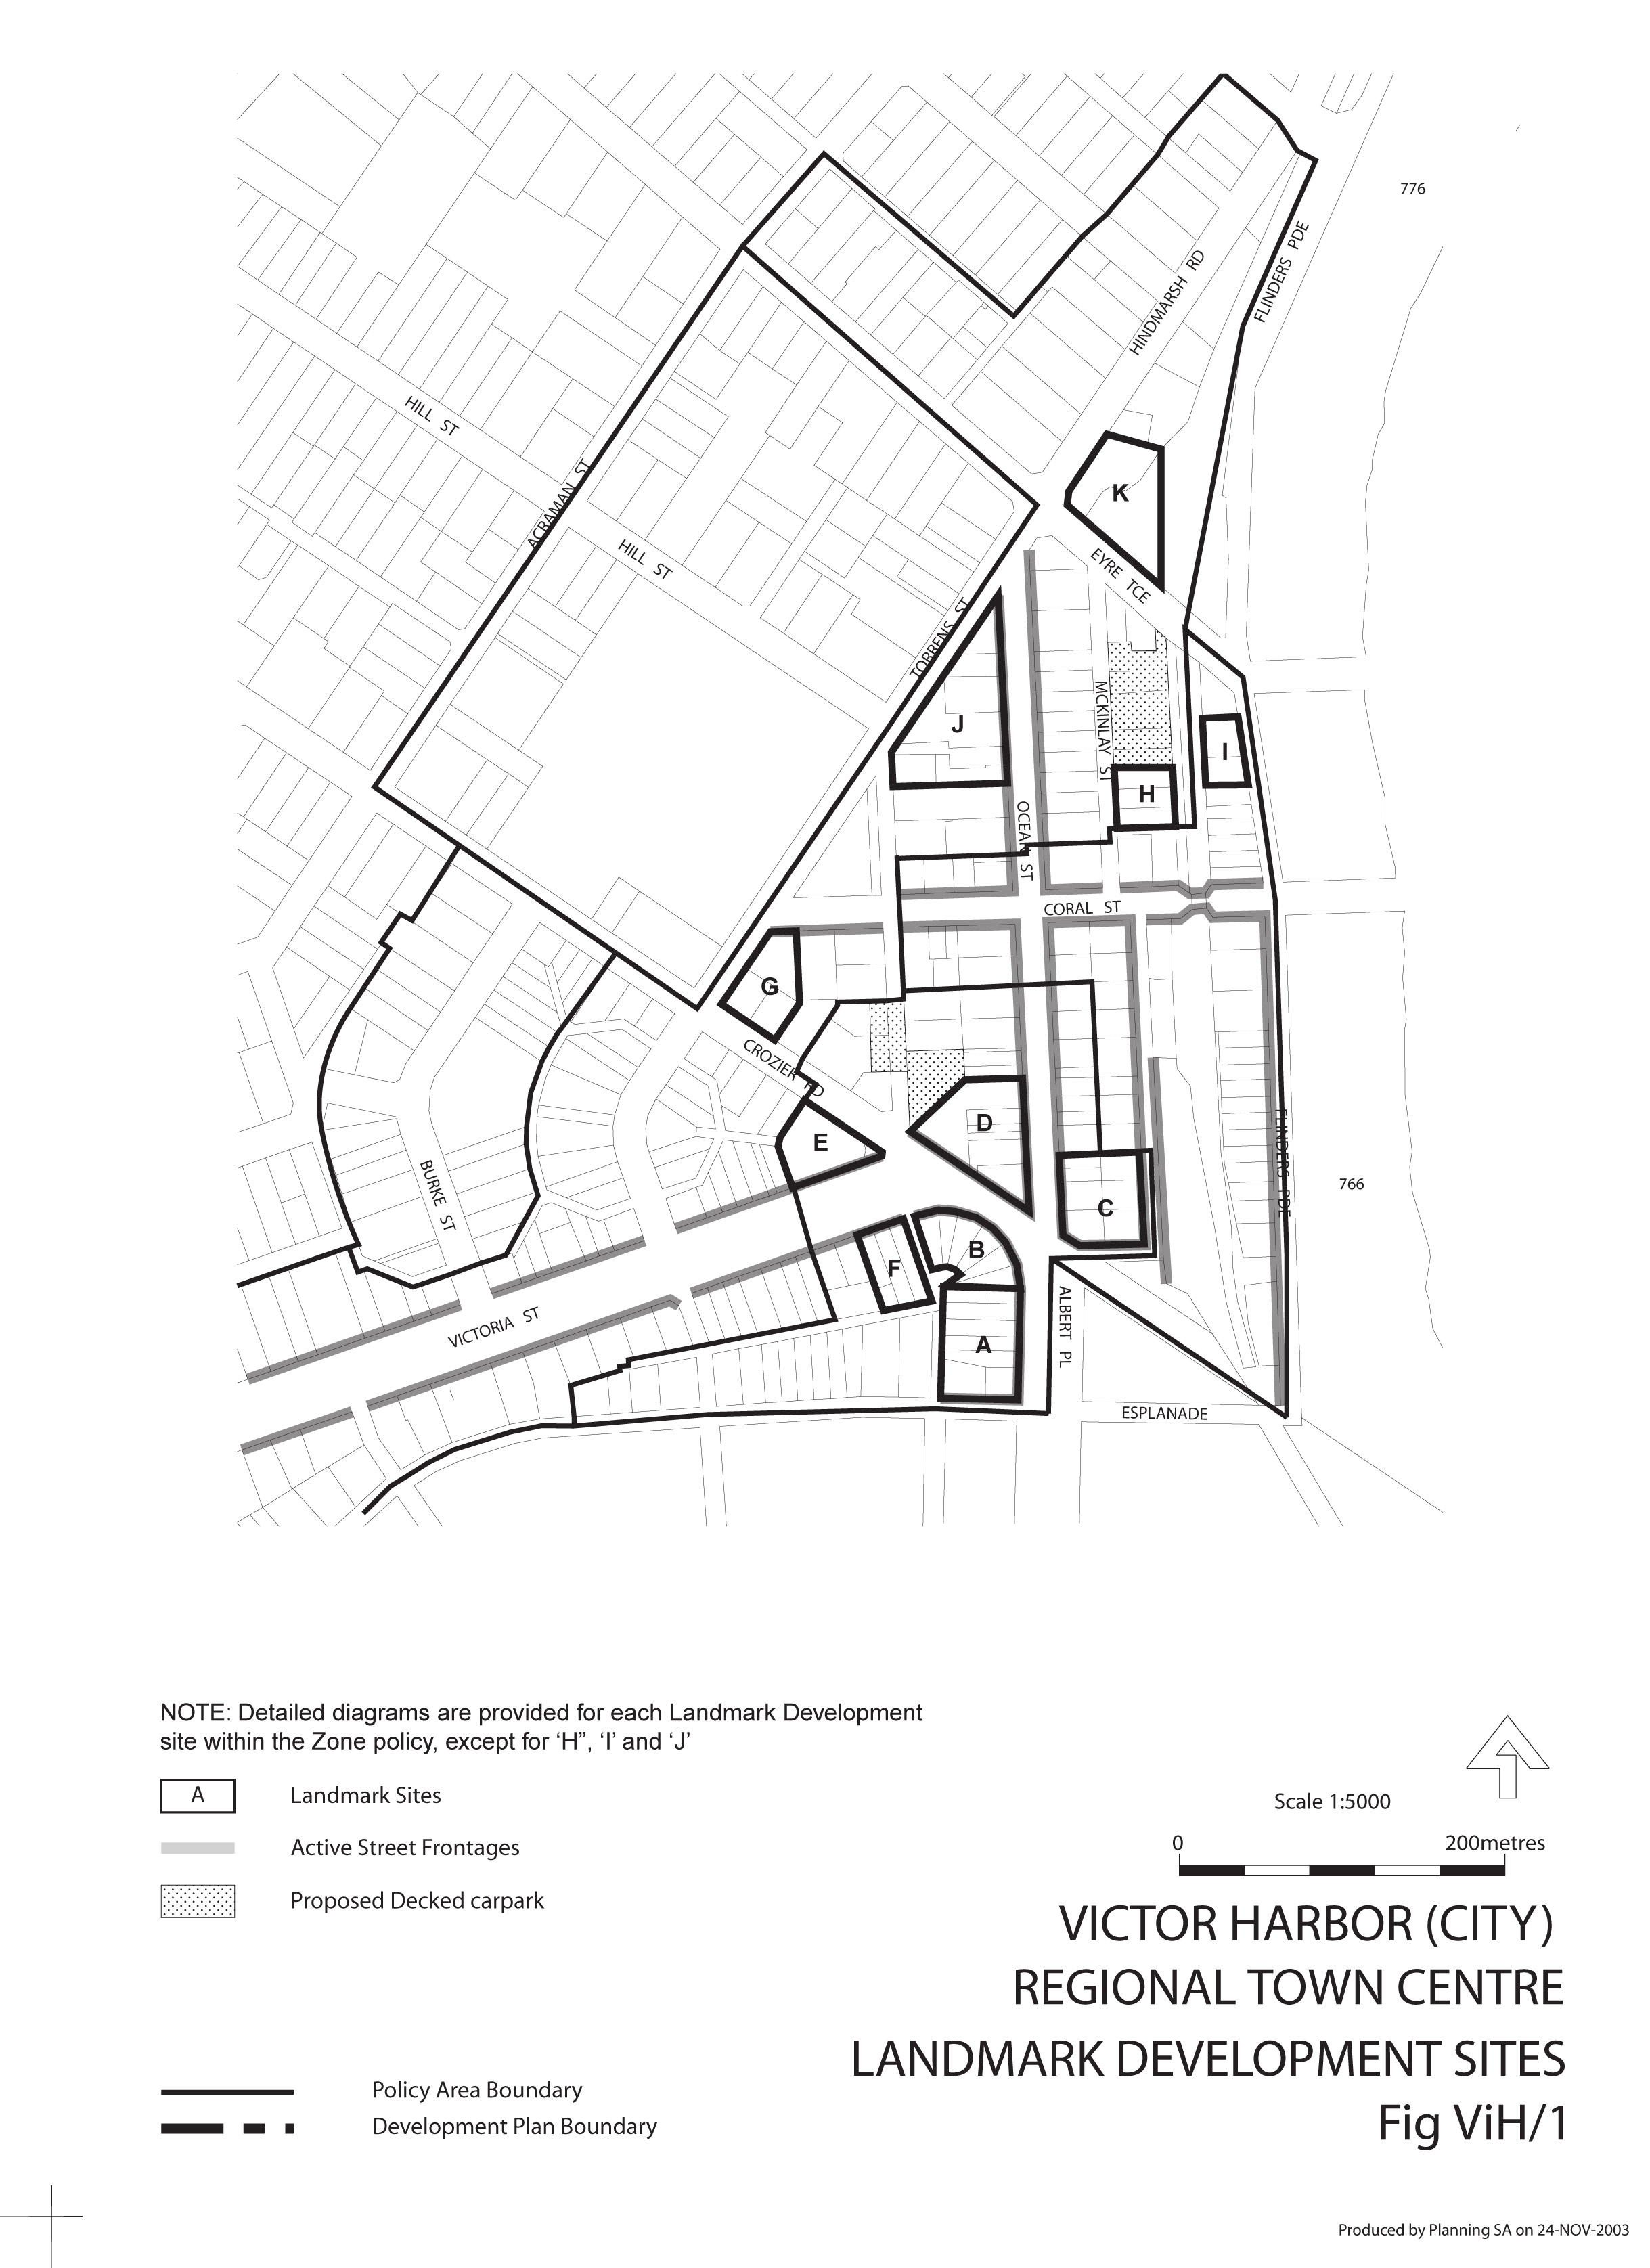 776
FLINDERS PDE
HINDMARSH RD
HILL ST
ACRAMAN ST
K
HILL ST
EYRE TCE
TORRENS ST
MCKINLAY ST
J
I
H
OCEAN ST
CORAL ST
G
CROZIER RD
D
E
FLINDERS PDE
BURKE ST
766
C
B
F
ALBERT PL
VICTORIA ST
A
ESPLANADE
NOTE: Detailed diagrams are provided for each Landmark Development
site within the Zone policy, except for ‘H”, ‘I’ and ‘J’
A Landmark Sites
Active Street Frontages
Proposed Decked carpark
Scale 1:5000
0 200metres
VICTOR HARBOR (CITY)
REGIONAL TOWN CENTRE
LANDMARK DEVELOPMENT SITES
Fig ViH/1
Policy Area Boundary
Development Plan Boundary
Produced by Planning SA on 24-NOV-2003